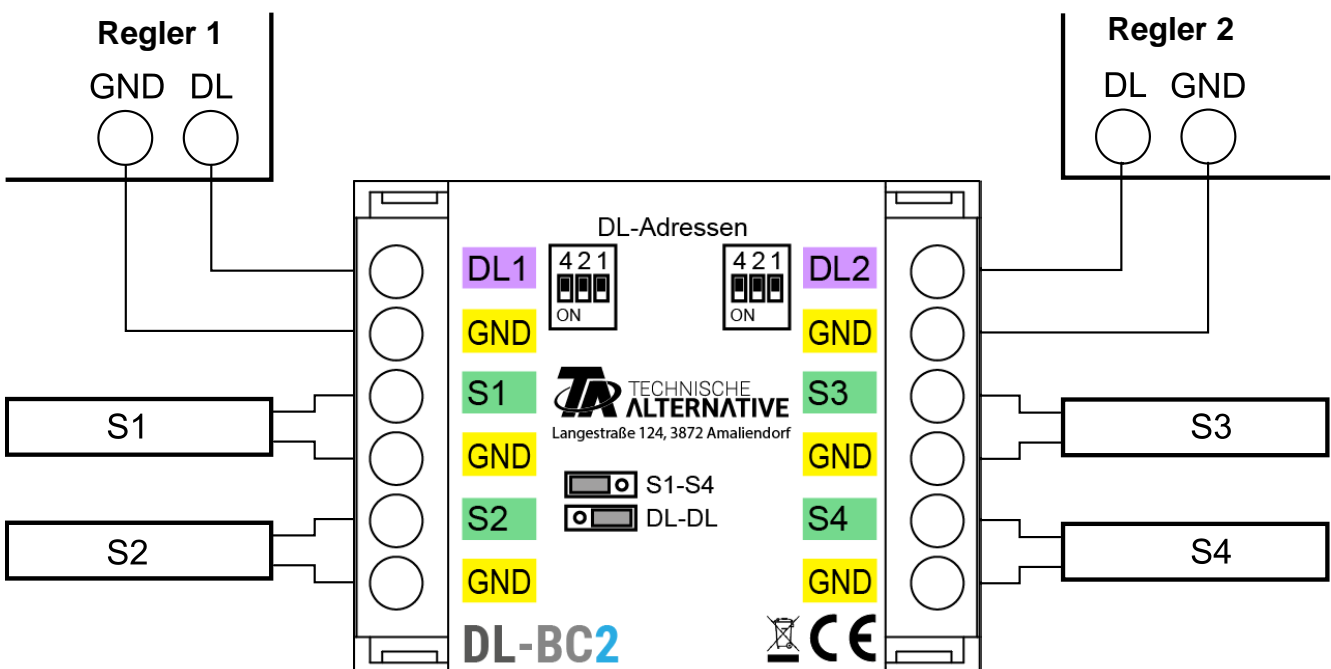 Regler 1
GND DL
Regler 2
DL GND
DL-Adressen
DL1
4 2 1
ON
4 2 1
ON
DL2
GND
GND
S1
TA TECHNISCHE
ALTERNATIVE
Langestraße 124, 3872 Amaliendorf
S3
S1
S3
GND
GND
S1-S4
S2
DL-DL
S4
S2
S4
GND
GND
DL-BC2
CE